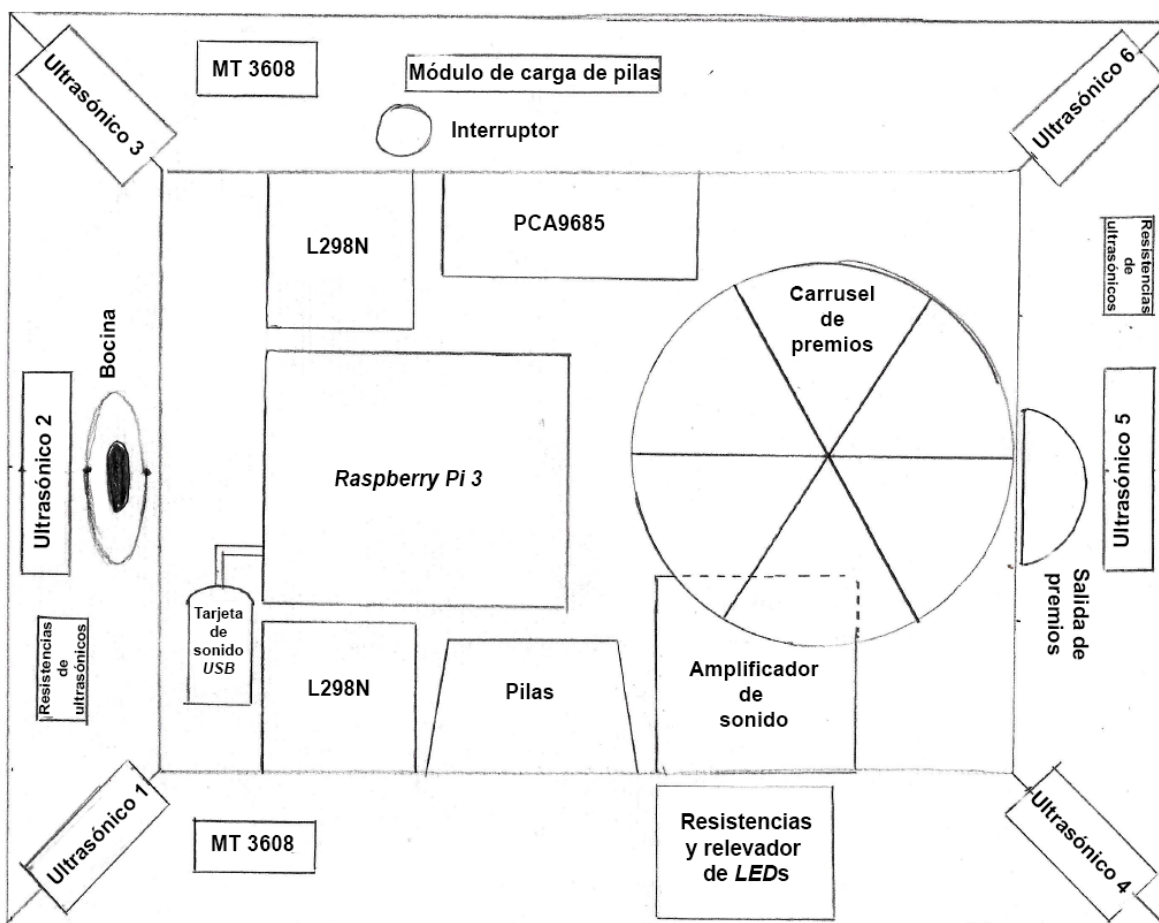 Ultrasónico 3
MT 3608
Módulo de carga de pilas
Interruptor
Ultrasónico 6
L298N
PCA9685
Resistencias
de
ultrasónicos
Carrusel
de
premios
Bocina
Ultrasónico 2
Raspberry Pi 3
Ultrasónico 5
Salida de
premios
Tarjeta
de
sonido
USB
Resistencias
de
ultrasónicos
L298N
Pilas
Amplificador
de
sonido
Ultrasónico 1
MT 3608
Resistencias
y relevador
de LEDs
Ultrasónico 4